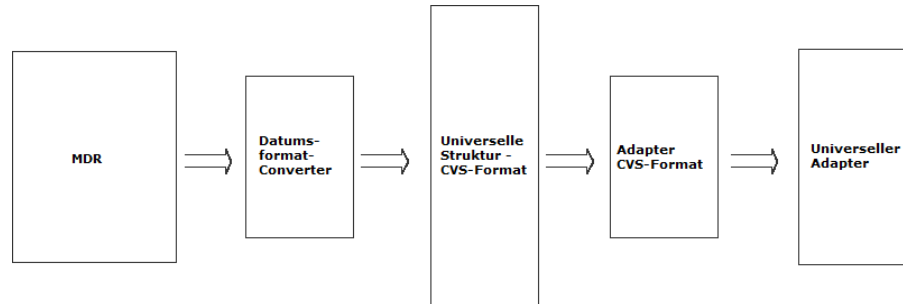 MDR
Datums-
format-
Converter
Universelle
Struktur -
CVS-Format
Adapter
CVS-Format
Universeller
Adapter